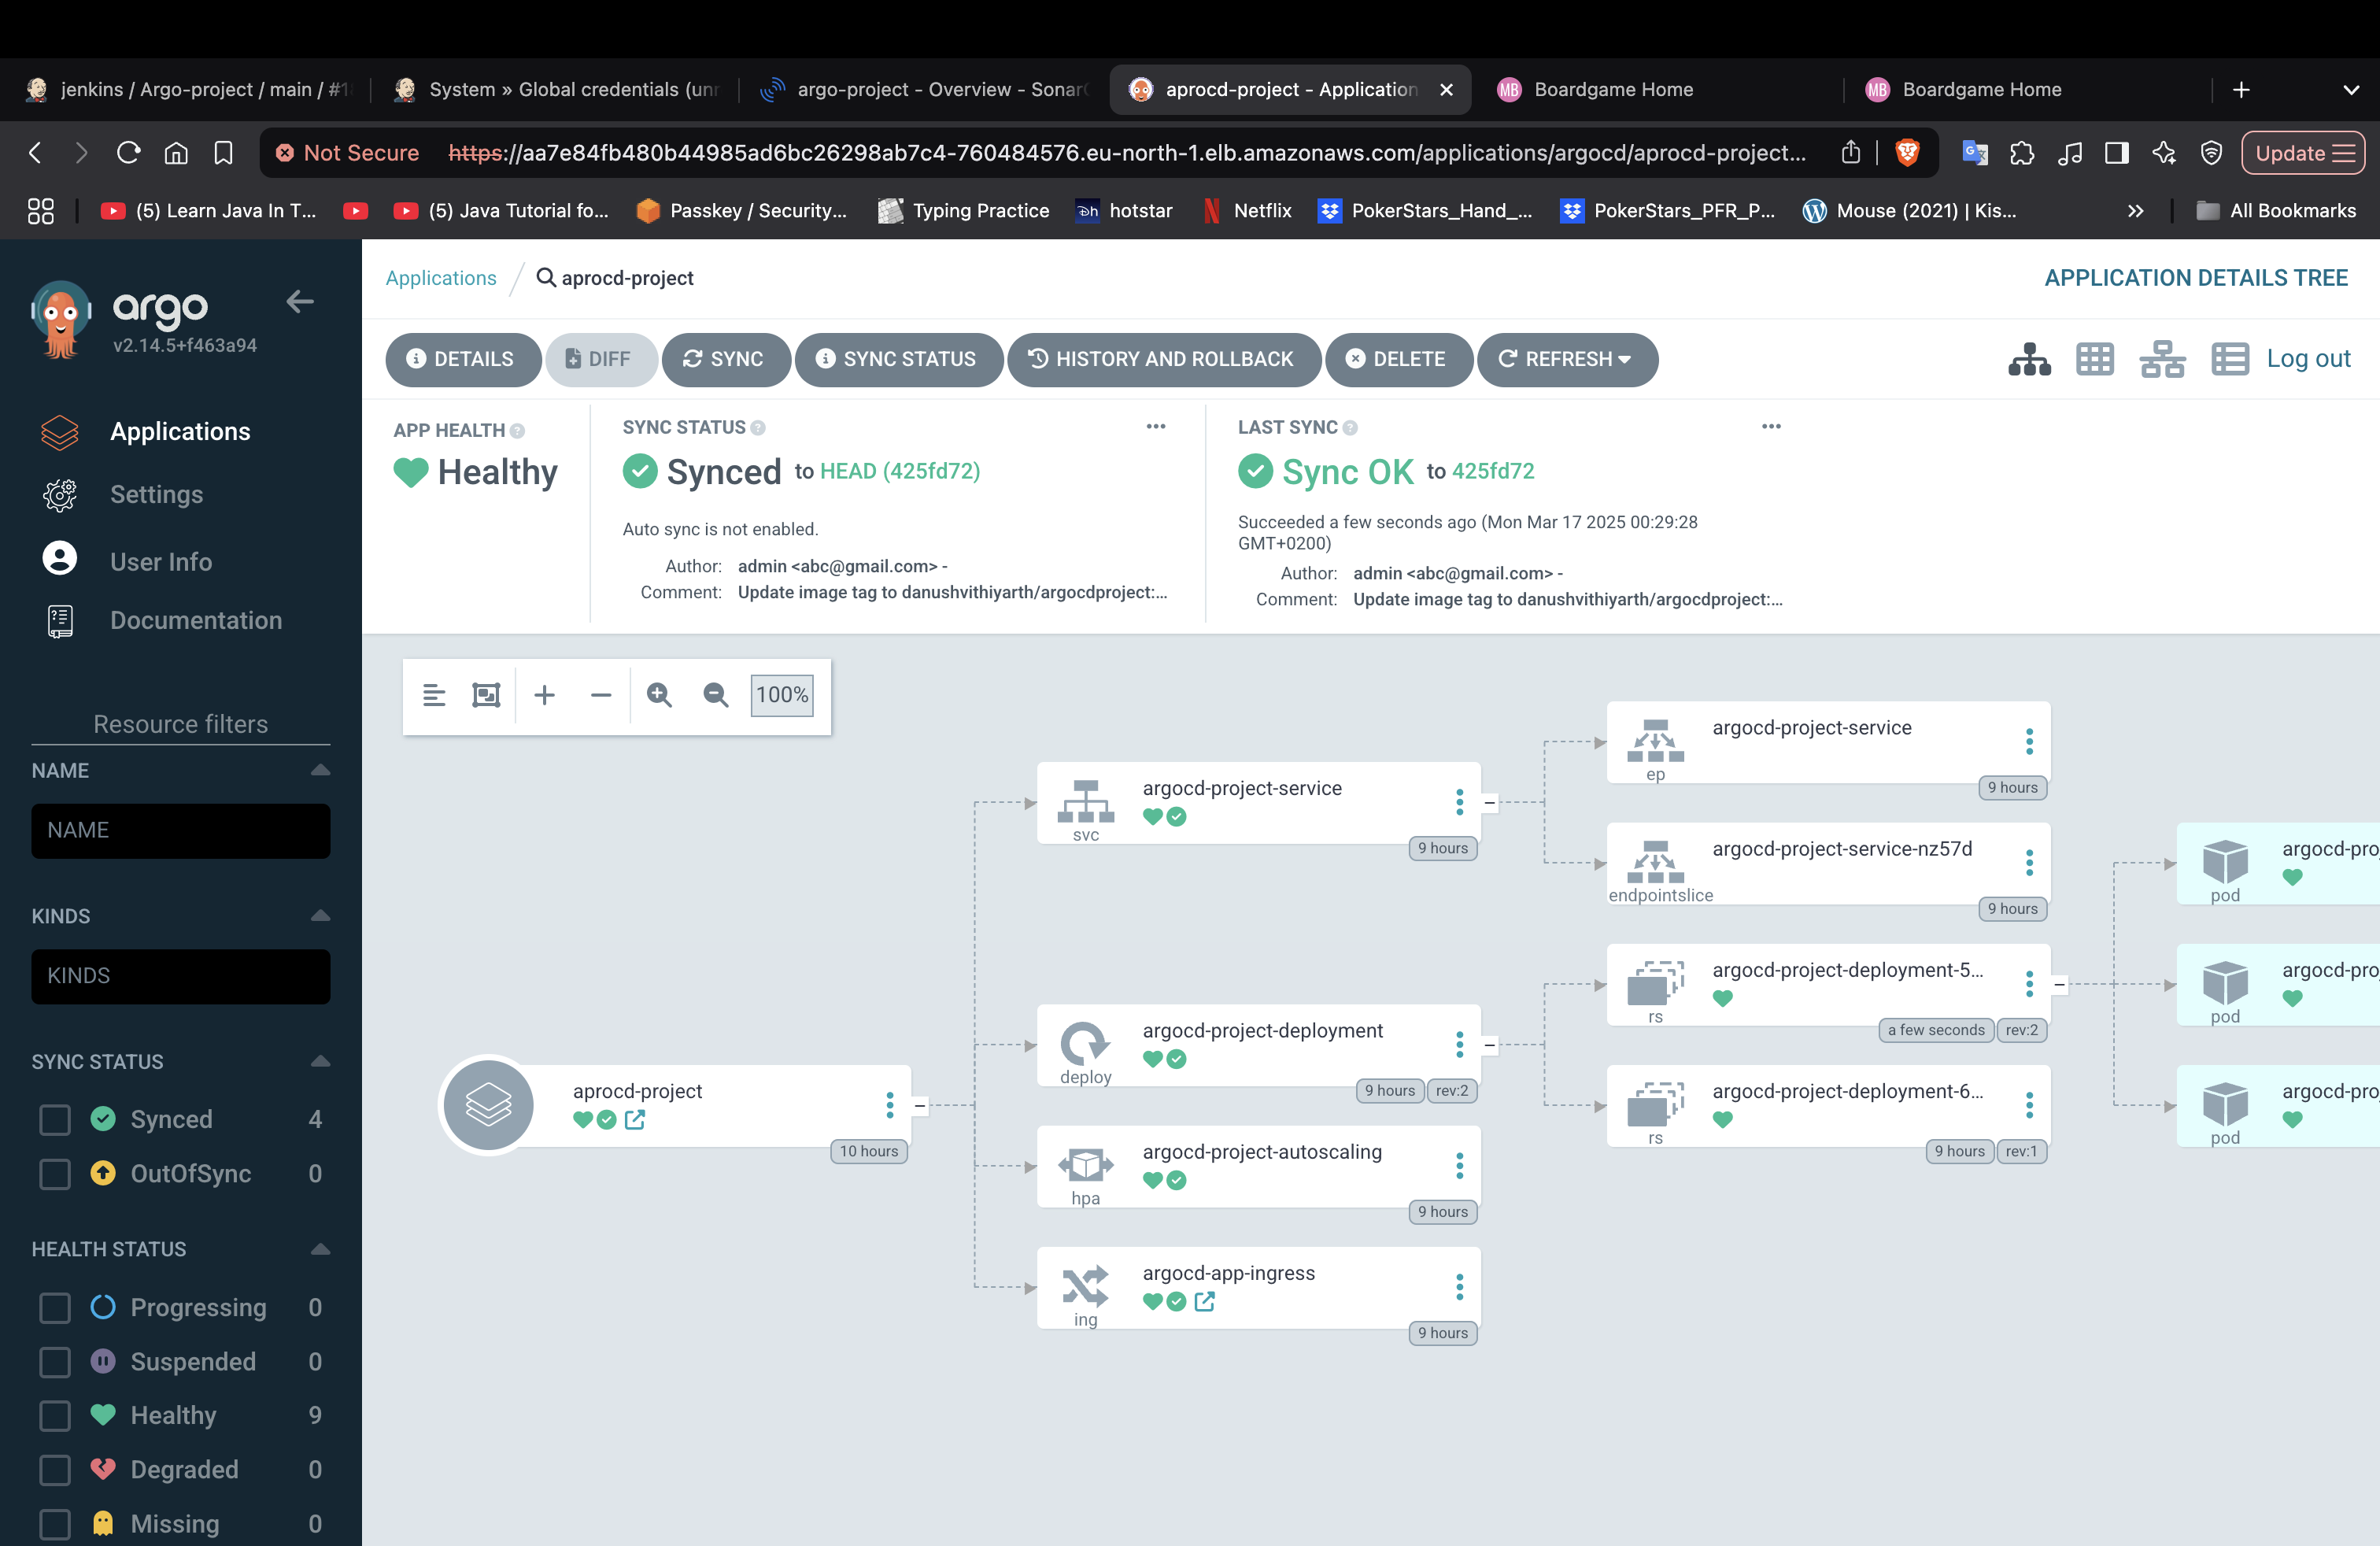 jenkins / Argo-project / main / #1
System » Global credentials (unr
argo-project - Overview - Sonar
aprocd-project - Application
MB Boardgame Home
MB Boardgame Home
Not Secure https://aa7e84fb480b44985ad6bc26298ab7c4-760484576.eu-north-1.elb.amazonaws.com/applications/argocd/aprocd-project...
Update
(5) Learn Java In T...
(5) Java Tutorial fo...
Passkey / Security...
Typing Practice
hotstar
Netflix
PokerStars_Hand_...
PokerStars_PFR_P...
Mouse (2021) | Kis...
All Bookmarks
argo
v2.14.5+f463a94
Applications
Settings
User Info
Documentation
Resource filters
NAME
NAME
KINDS
KINDS
SYNC STATUS
Synced 4
OutOfSync 0
HEALTH STATUS
Progressing 0
Suspended 0
Healthy 9
Degraded 0
Missing 0
Applications / aprocd-project
APPLICATION DETAILS TREE
DETAILS
DIFF
SYNC
SYNC STATUS
HISTORY AND ROLLBACK
DELETE
REFRESH
Log out
APP HEALTH
Healthy
SYNC STATUS
Synced to HEAD (425fd72)
Auto sync is not enabled.
Author: admin <abc@gmail.com> -
Comment: Update image tag to danushvithiyarth/argocdproject:...
LAST SYNC
Sync OK to 425fd72
Succeeded a few seconds ago (Mon Mar 17 2025 00:29:28
GMT+0200)
Author: admin <abc@gmail.com> -
Comment: Update image tag to danushvithiyarth/argocdproject:...
100%
aprocd-project
10 hours
argocd-project-service
svc
9 hours
argocd-project-deployment
deploy
9 hours rev:2
argocd-project-autoscaling
hpa
9 hours
argocd-app-ingress
ing
9 hours
argocd-project-service
ep
9 hours
argocd-project-service-nz57d
endpointslice
9 hours
argocd-project-deployment-5...
rs
a few seconds rev:2
argocd-project-deployment-6...
rs
9 hours rev:1
argocd-pro
pod
argocd-pro
pod
argocd-pro
pod